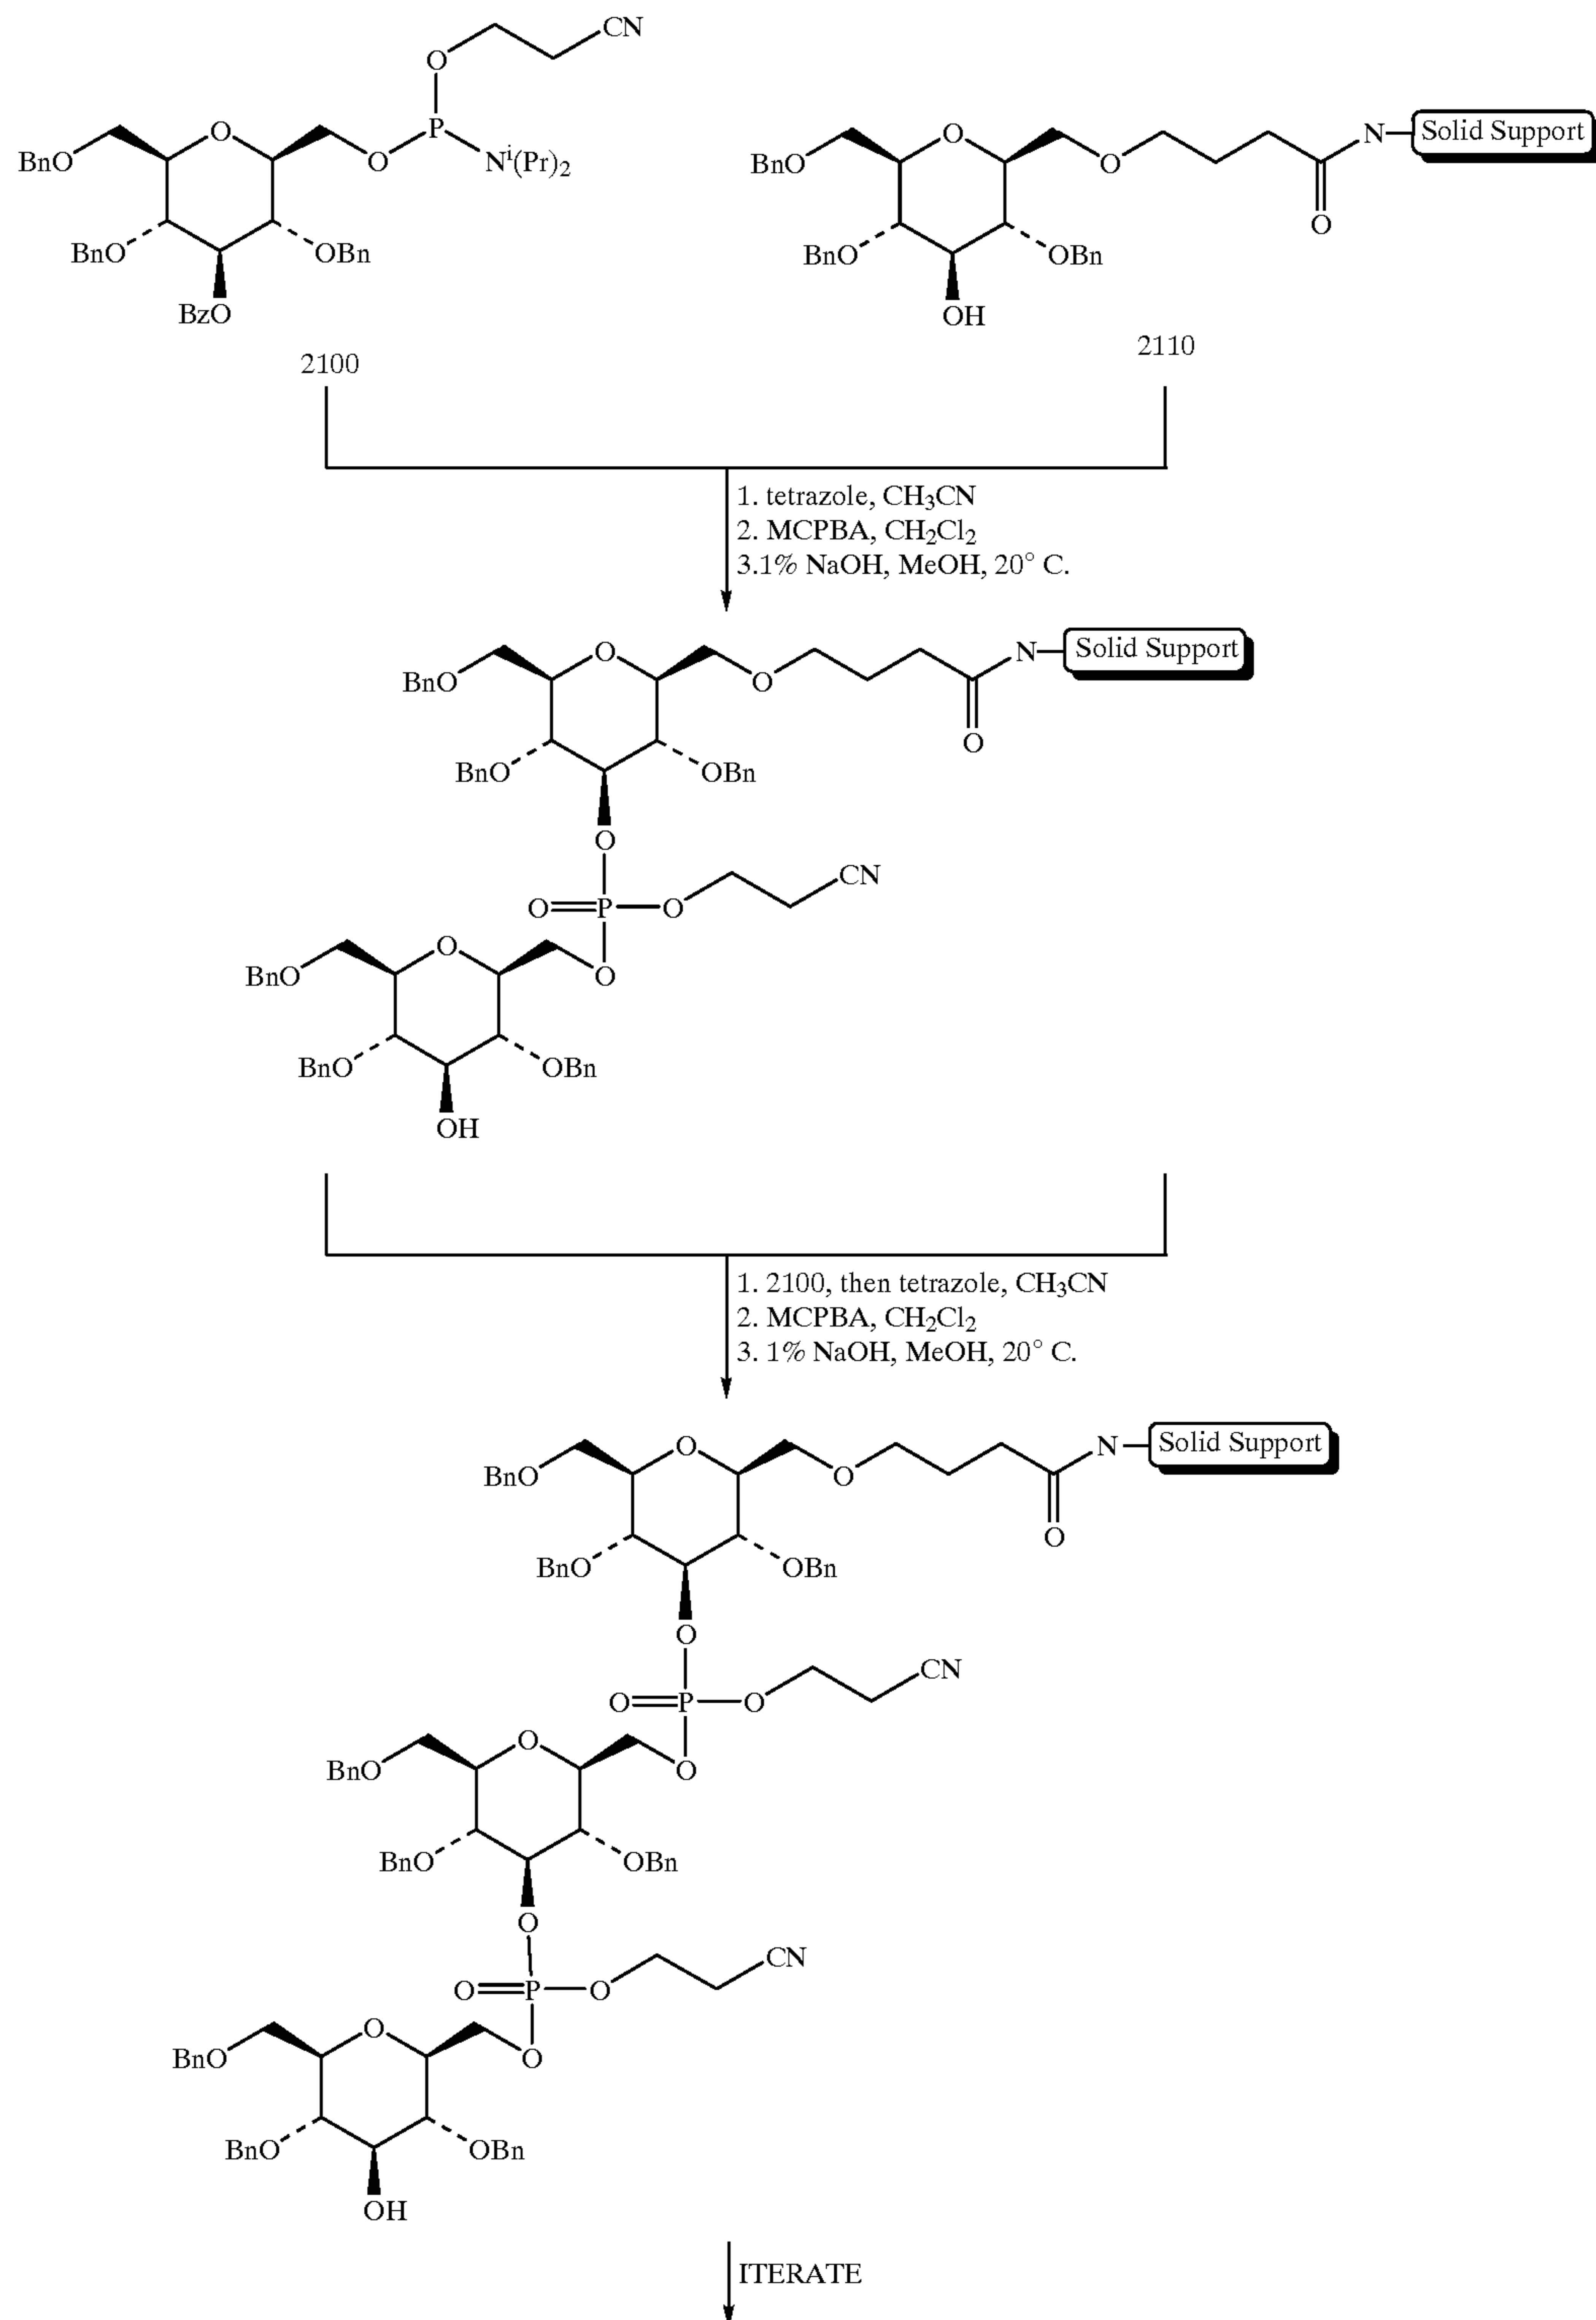 CN
O
O P
BnO O Nⁱ(Pr)₂
BnO OBn
BzO
2100
O N Solid Support
BnO O
BnO OBn O
OH
2110
1. tetrazole, CH₃CN
2. MCPBA, CH₂Cl₂
3.1% NaOH, MeOH, 20° C.
O N Solid Support
BnO O
BnO OBn O
O
CN
O P O
O
BnO O
BnO OBn
OH
1. 2100, then tetrazole, CH₃CN
2. MCPBA, CH₂Cl₂
3. 1% NaOH, MeOH, 20° C.
O N Solid Support
BnO O
BnO OBn O
O
CN
O P O
O
BnO O
BnO OBn
O
CN
O P O
O
BnO O
BnO OBn
OH
ITERATE